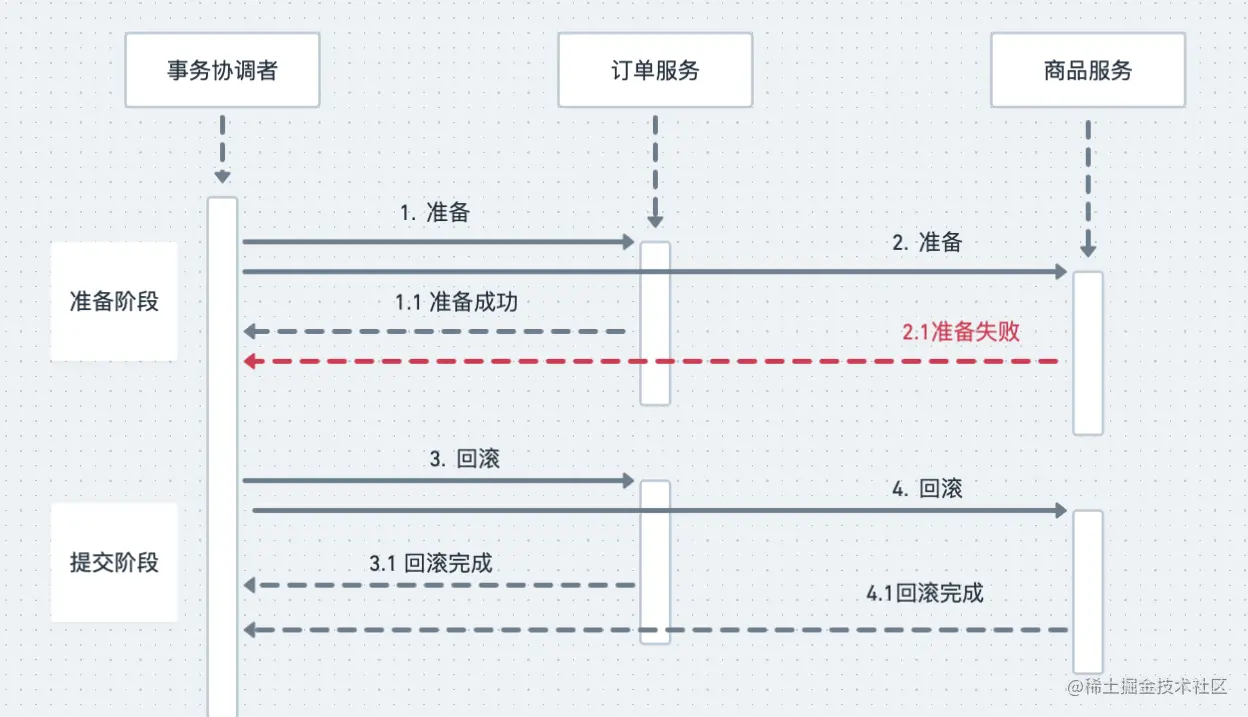 事务协调者
订单服务
商品服务
1. 准备
2. 准备
准备阶段
1.1 准备成功
2.1准备失败
3. 回滚
4. 回滚
提交阶段
3.1 回滚完成
4.1回滚完成
@稀土掘金技术社区